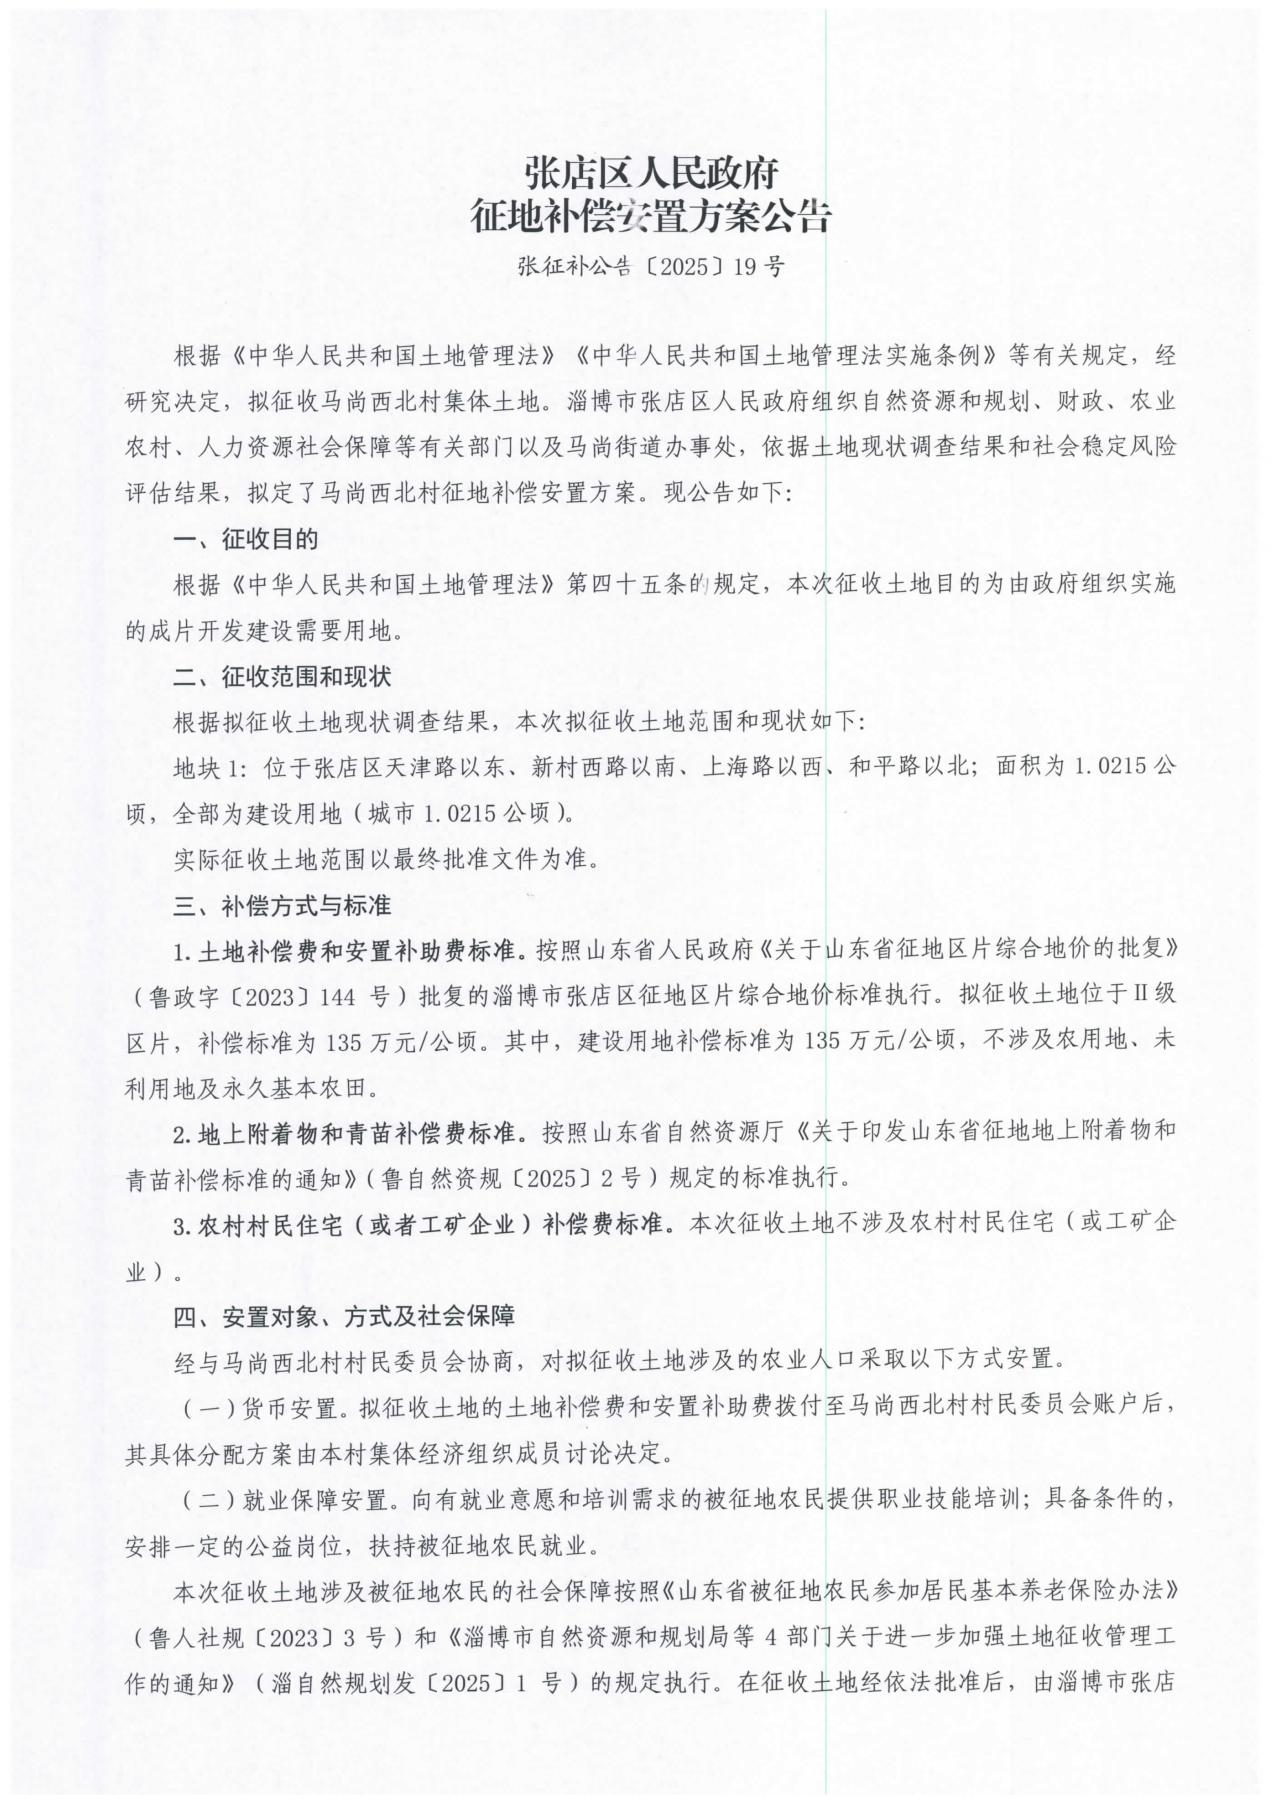 张店区人民政府
征地补偿安置方案公告
张征补公告〔2025〕19号
根据《中华人民共和国土地管理法》《中华人民共和国土地管理法实施条例》等有关规定，经
研究决定，拟征收马尚西北村集体土地。淄博市张店区人民政府组织自然资源和规划、财政、农业
农村、人力资源社会保障等有关部门以及马尚街道办事处，依据土地现状调查结果和社会稳定风险
评估结果，拟定了马尚西北村征地补偿安置方案。现公告如下：
一、征收目的
根据《中华人民共和国土地管理法》第四十五条的规定，本次征收土地目的为由政府组织实施
的成片开发建设需要用地。
二、征收范围和现状
根据拟征收土地现状调查结果，本次拟征收土地范围和现状如下：
地块1：位于张店区天津路以东、新村西路以南、上海路以西、和平路以北；面积为1.0215公
顷，全部为建设用地（城市1.0215公顷）。
实际征收土地范围以最终批准文件为准。
三、补偿方式与标准
1.土地补偿费和安置补助费标准。按照山东省人民政府《关于山东省征地区片综合地价的批复》
（鲁政字〔2023〕144 号）批复的淄博市张店区征地区片综合地价标准执行。拟征收土地位于Ⅱ级
区片，补偿标准为135万元/公顷。其中，建设用地补偿标准为135万元/公顷，不涉及农用地、未
利用地及永久基本农田。
2.地上附着物和青苗补偿费标准。按照山东省自然资源厅《关于印发山东省征地地上附着物和
青苗补偿标准的通知》（鲁自然资规〔2025〕2号）规定的标准执行。
3.农村村民住宅（或者工矿企业）补偿费标准。本次征收土地不涉及农村村民住宅（或工矿企
业）。
四、安置对象、方式及社会保障
经与马尚西北村村民委员会协商，对拟征收土地涉及的农业人口采取以下方式安置。
（一）货币安置。拟征收土地的土地补偿费和安置补助费拨付至马尚西北村村民委员会账户后，
其具体分配方案由本村集体经济组织成员讨论决定。
（二）就业保障安置。向有就业意愿和培训需求的被征地农民提供职业技能培训；具备条件的，
安排一定的公益岗位，扶持被征地农民就业。
本次征收土地涉及被征地农民的社会保障按照《山东省被征地农民参加居民基本养老保险办法》
（鲁人社规〔2023〕3 号）和《淄博市自然资源和规划局等 4 部门关于进一步加强土地征收管理工
作的通知》（淄自然规划发〔2025〕1 号）的规定执行。在征收土地经依法批准后，由淄博市张店